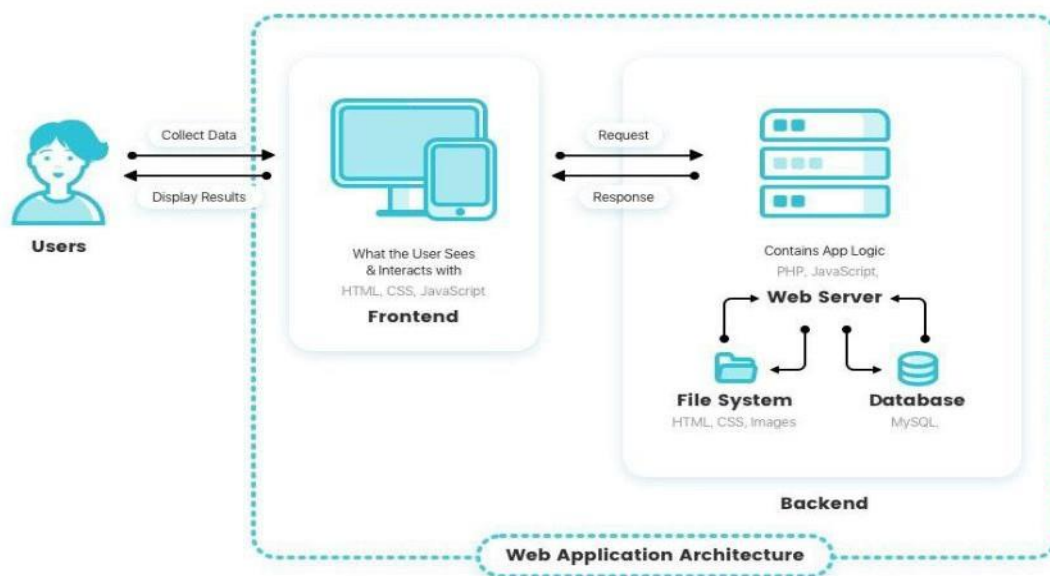 Collect Data
Display Results
Users
What the User Sees
& Interacts with
HTML, CSS, JavaScript
Frontend
Request
Response
Contains App Logic
PHP, JavaScript,
Web Server
File System
HTML, CSS, Images
Database
MySQL,
Backend
Web Application Architecture